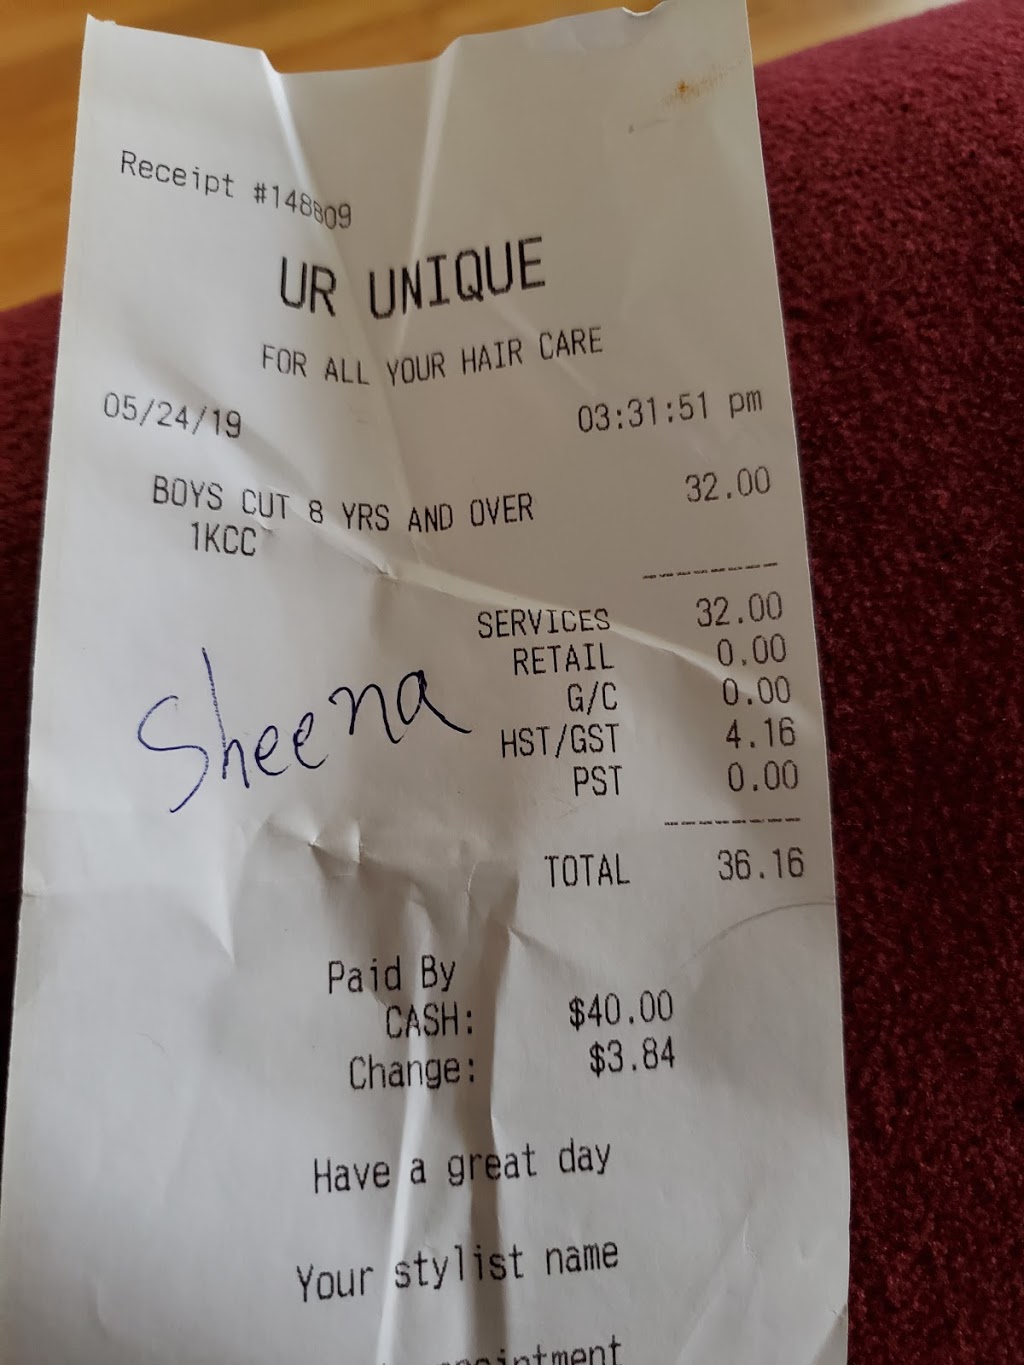 Receipt #148809
UR UNIQUE
FOR ALL YOUR HAIR CARE
05/24/19 03:31:51 pm
BOYS CUT 8 YRS AND OVER 32.00
1KCC
SERVICES 32.00
RETAIL 0.00
G/C 0.00
Sheena
HST/GST 4.16
PST 0.00
TOTAL 36.16
Paid By
CASH: $40.00
Change: $3.84
Have a great day
Your stylist name